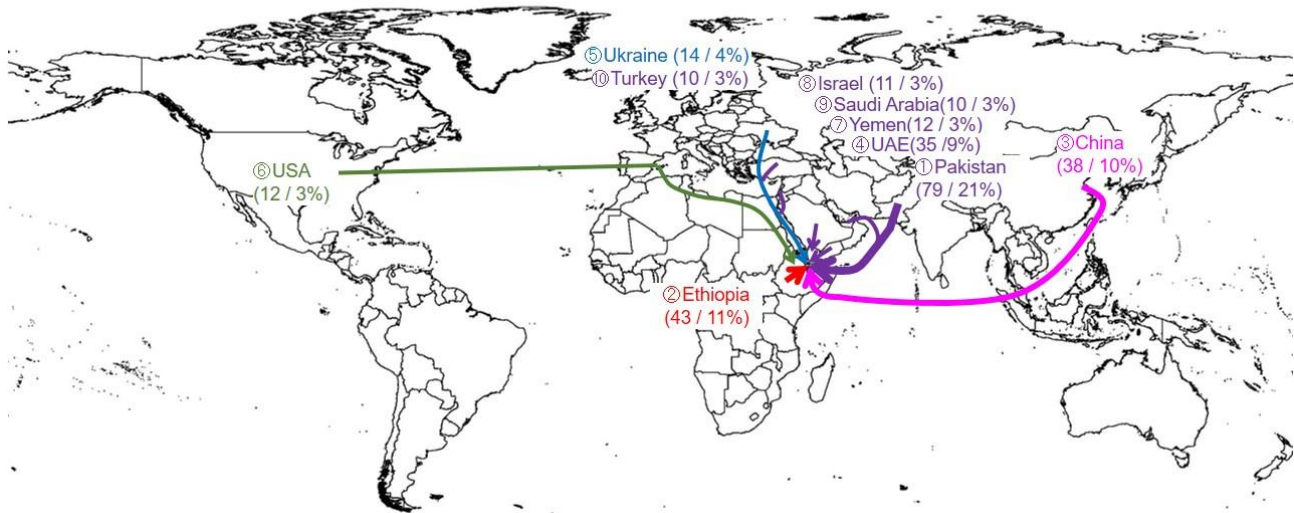 ⑤Ukraine (14 / 4%)
⑩Turkey (10 / 3%)
⑧Israel (11 / 3%)
⑨Saudi Arabia(10 / 3%)
⑦Yemen(12 / 3%)
④UAE(35 /9%)
①Pakistan
(79 / 21%)
③China
(38 / 10%)
⑥USA
(12 / 3%)
②Ethiopia
(43 / 11%)